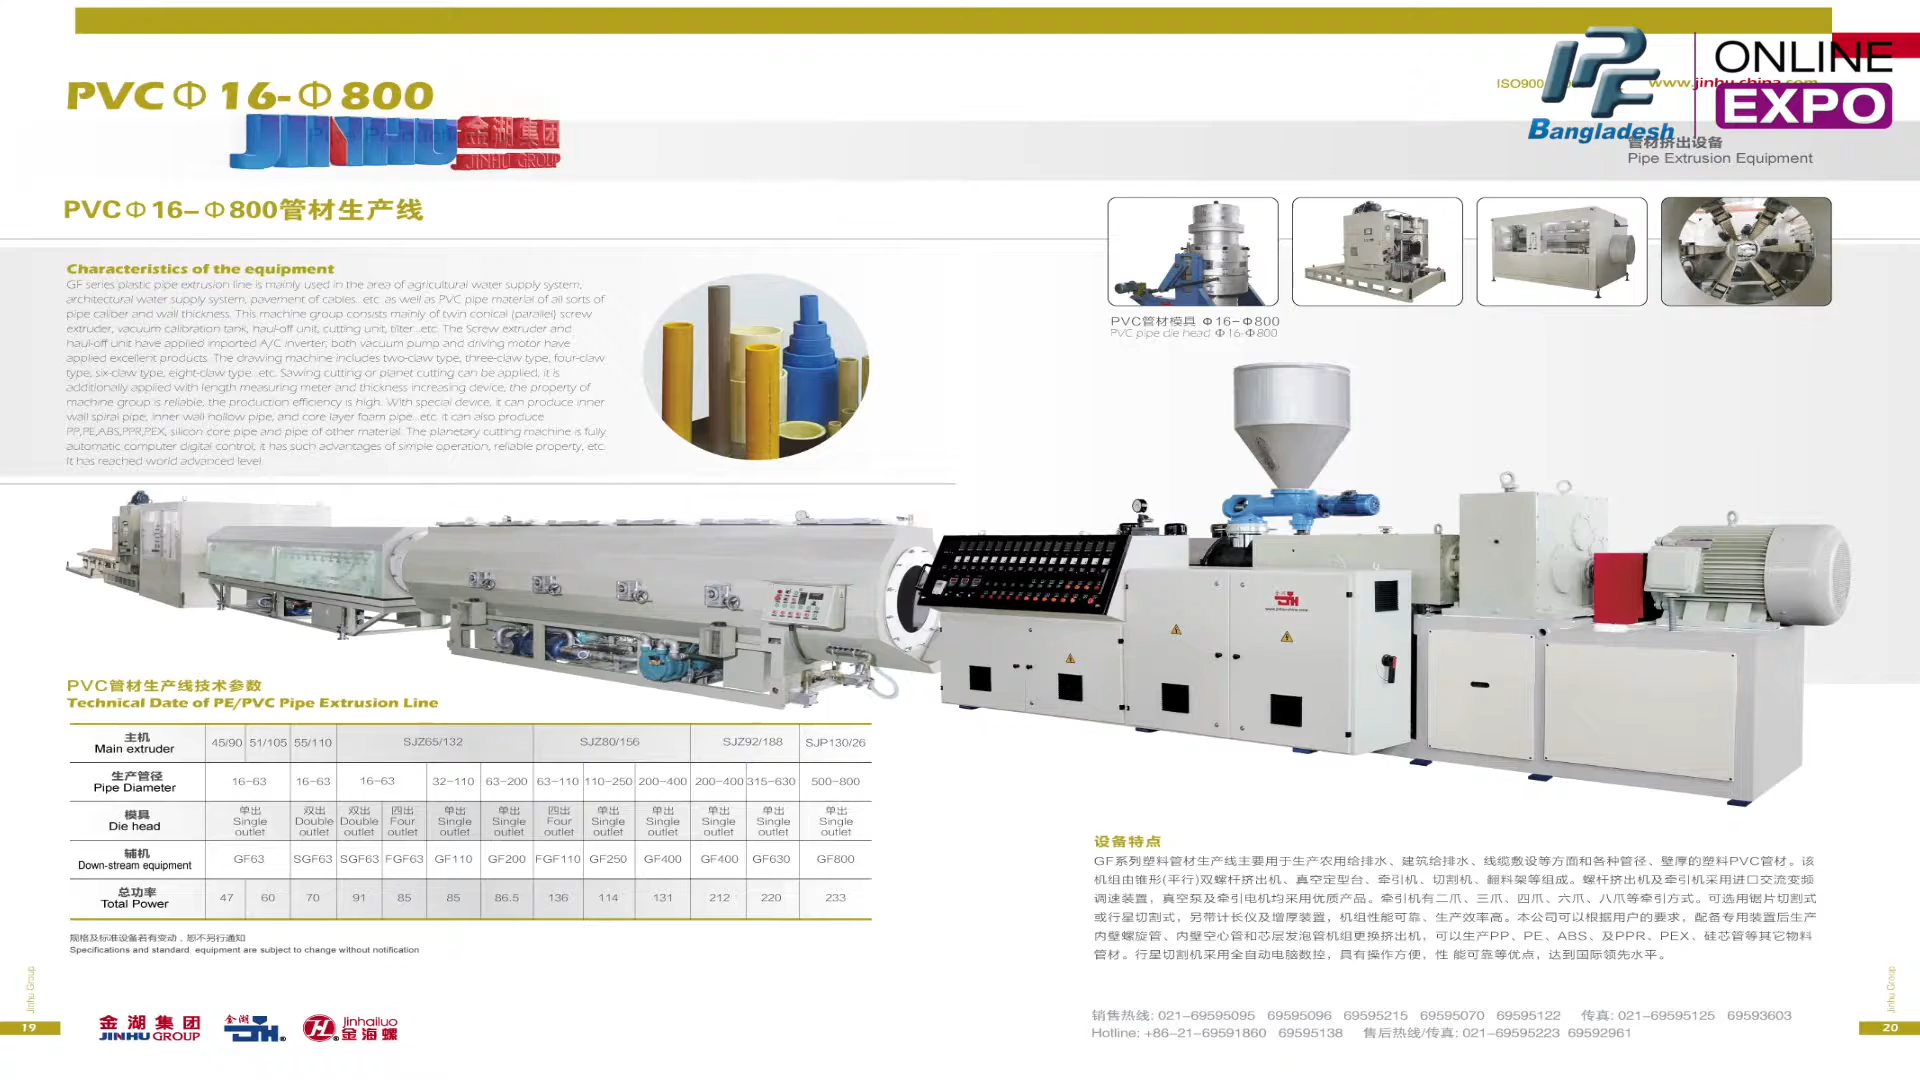 PVCΦ16-Φ800
JINHU 金湖集团
JINHU GROUP
ISO900
www.jinhu-china.com
IPF
Bangladesh
ONLINE
EXPO
管材挤出设备
Pipe Extrusion Equipment
PVCΦ16-Φ800管材生产线
Characteristics of the equipment
GF series plastic pipe extrusion line is mainly used in the area of agricultural water supply system,
architectural water supply system, pavement of cables...etc. as well as PVC pipe material of all sorts of
pipe caliber and wall thickness. This machine group consists mainly of twin conical (parallel) screw
extruder, vacuum calibration tank, haul-off unit, cutting unit, tilter...etc. The Screw extruder and
haul-off unit have applied imported A/C inverter, both vacuum pump and driving motor have
applied excellent products. The drawing machine includes two-claw type, three-claw type, four-claw
type, six-claw type, eight-claw type...etc. Sawing cutting or planet cutting can be applied, it is
additionally applied with length measuring meter and thickness increasing device, the property of
machine group is reliable, the production efficiency is high. With special device, it can produce inner
wall spiral pipe, inner wall hollow pipe, and core layer foam pipe...etc. It can also produce
PP,PE,ABS,PPR,PEX, silicon core pipe and pipe of other material. The planetary cutting machine is fully
automatic computer digital control, it has such advantages of simple operation, reliable property, etc.
It has reached world advanced level.
PVC管材模具 Φ16-Φ800
PVC pipe die head Φ16-Φ800
PVC管材生产线技术参数
Technical Date of PE/PVC Pipe Extrusion Line
主机
Main extruder 45/90 51/105 55/110 SJZ65/132 SJZ80/156 SJZ92/188 SJP130/26
生产管径
Pipe Diameter 16-63 16-63 16-63 32-110 63-200 63-110 110-250 200-400 200-400 315-630 500-800
模具 单出 双出 双出 四出 单出 单出 四出 单出 单出 单出 单出 单出
Die head Single Double Double Four Single Single Four Single Single Single Single Single
outlet outlet outlet outlet outlet outlet outlet outlet outlet outlet outlet outlet
辅机
Down-stream equipment GF63 SGF63 SGF63 FGF63 GF110 GF200 FGF110 GF250 GF400 GF400 GF630 GF800
总功率
Total Power 47 60 70 91 85 85 86.5 136 114 131 212 220 233
规格及标准设备若有变动，恕不另行通知
Specifications and standard equipment are subject to change without notification
设备特点
GF系列塑料管材生产线主要用于生产农用给排水、建筑给排水、线缆敷设等方面和各种管径、壁厚的塑料PVC管材。该
机组由锥形(平行)双螺杆挤出机、真空定型台、牵引机、切割机、翻料架等组成。螺杆挤出机及牵引机采用进口交流变频
调速装置，真空泵及牵引电机均采用优质产品。牵引机有二爪、三爪、四爪、六爪、八爪等牵引方式。可选用锯片切割式
或行星切割式，另带计长仪及增厚装置，机组性能可靠、生产效率高。本公司可以根据用户的要求，配备专用装置后生产
内壁螺旋管、内壁空心管和芯层发泡管机组更换挤出机，可以生产PP、PE、ABS、及PPR、PEX、硅芯管等其它物料
管材。行星切割机采用全自动电脑数控，具有操作方便，性 能可靠等优点，达到国际领先水平。
Jinhu Group
19
金湖集团
JINHU GROUP
金湖
JH
Jinhailuo
金海螺
销售热线: 021-69595095 69595096 69595215 69595070 69595122 传真: 021-69595125 69593603
Hotline: +86-21-69591860 69595138 售后热线/传真: 021-69595223 69592961
Jinhu Group
20